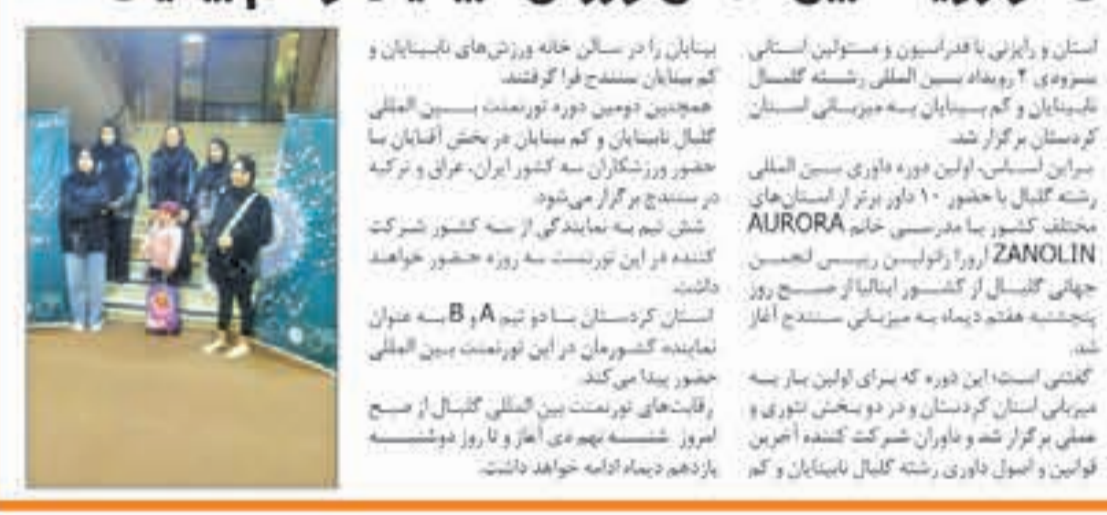 استان و رایزنی با فدراسیون و مسئولین استانی
بزودی ۲ رویداد بین المللی رشته گلبال
نابینایان و کم بینایان به میزبانی استان
کردستان برگزار شد.
براین اساس، اولین دوره داوری بین المللی
رشته گلبال با حضور ۱۰ داور برتر از استان‌های
مختلف کشور با مدرسی خانم AURORA
ZANOLIN آرورا زانولین رییس انجمن
جهانی گلبال از کشور ایتالیا از صبح روز
پنجشنبه هفتم دیماه به میزبانی سنندج آغاز
شد.
گفتنی است؛ این دوره که برای اولین بار به
میزبانی استان کردستان و در دو بخش تئوری و
عملی برگزار شد و داوران شرکت کننده آخرین
قوانین و اصول داوری رشته گلبال نابینایان و کم
بینایان را در سالن خانه ورزش‌های نابینایان و
کم بینایان سنندج فرا گرفتند.
همچنین دومین دوره تورنمنت بین المللی
گلبال نابینایان و کم بینایان در بخش آقایان با
حضور ورزشکاران سه کشور ایران، عراق و ترکیه
در سنندج برگزار می‌شود.
شش تیم به نمایندگی از سه کشور شرکت
کننده در این تورنمنت سه روزه حضور خواهند
داشت.
استان کردستان با دو تیم A و B به عنوان
نماینده کشورمان در این تورنمنت بین المللی
حضور پیدا می کند.
رقابت‌های تورنمنت بین المللی گلبال از صبح
امروز شنبه نهم دی آغاز و تا روز دوشنبه
یازدهم دیماه ادامه خواهد داشت.